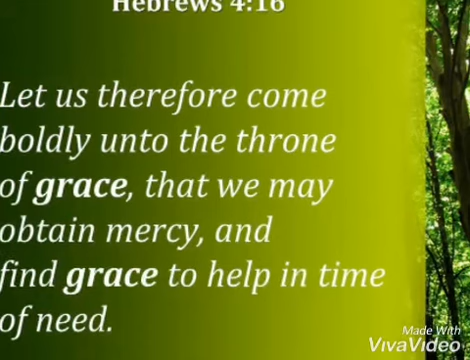 Hebrews 4:16
Let us therefore come
boldly unto the throne
of grace, that we may
obtain mercy, and
find grace to help in time
of need.
Made With
VivaVideo